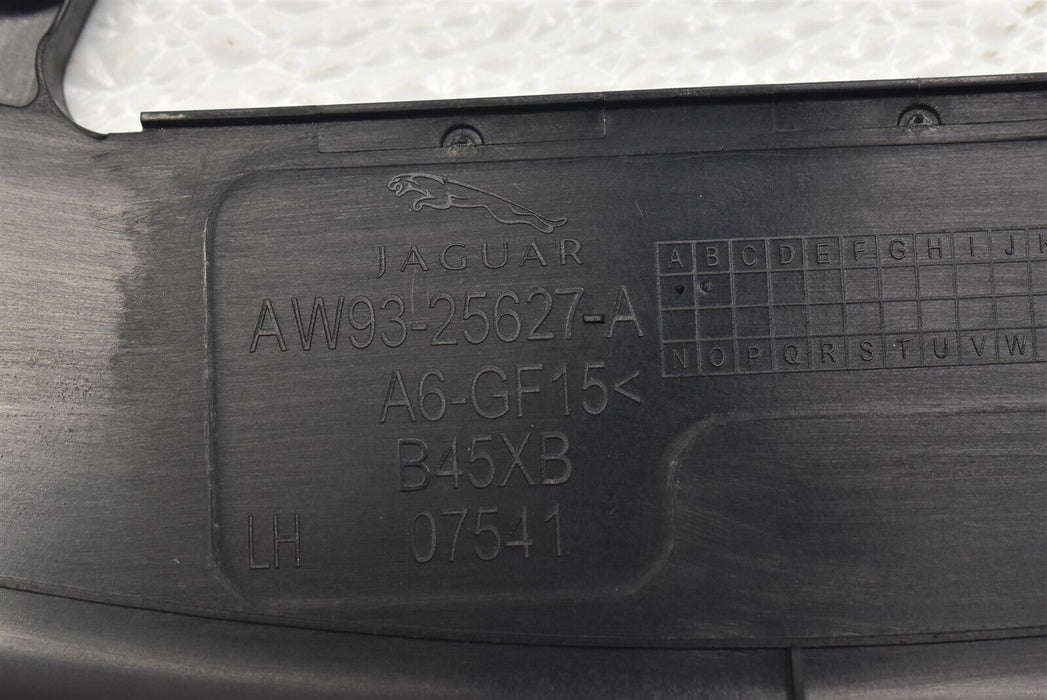 JAGUAR
AW93-25627-A
A6-GF15<
B45XB
LH 07541
A B C D E F G H I J K
N O P Q R S T U V W